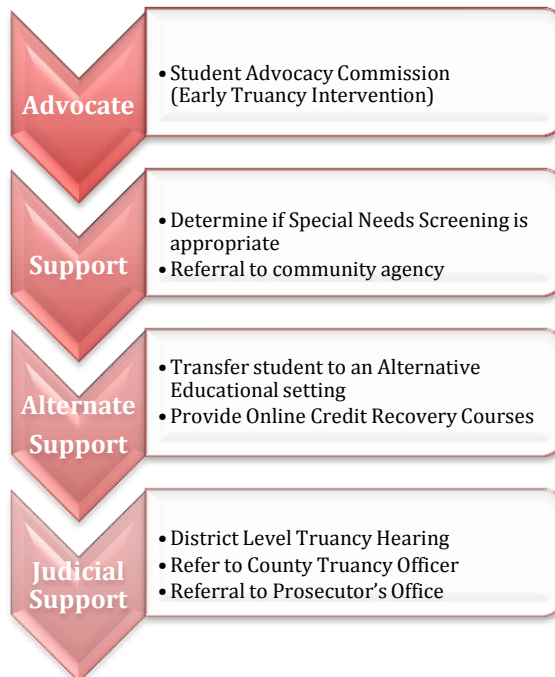 Advocate
• Student Advocacy Commission
(Early Truancy Intervention)
Support
• Determine if Special Needs Screening is
appropriate
• Referral to community agency
Alternate
Support
• Transfer student to an Alternative
Educational setting
• Provide Online Credit Recovery Courses
Judicial
Support
• District Level Truancy Hearing
• Refer to County Truancy Officer
• Referral to Prosecutor's Office